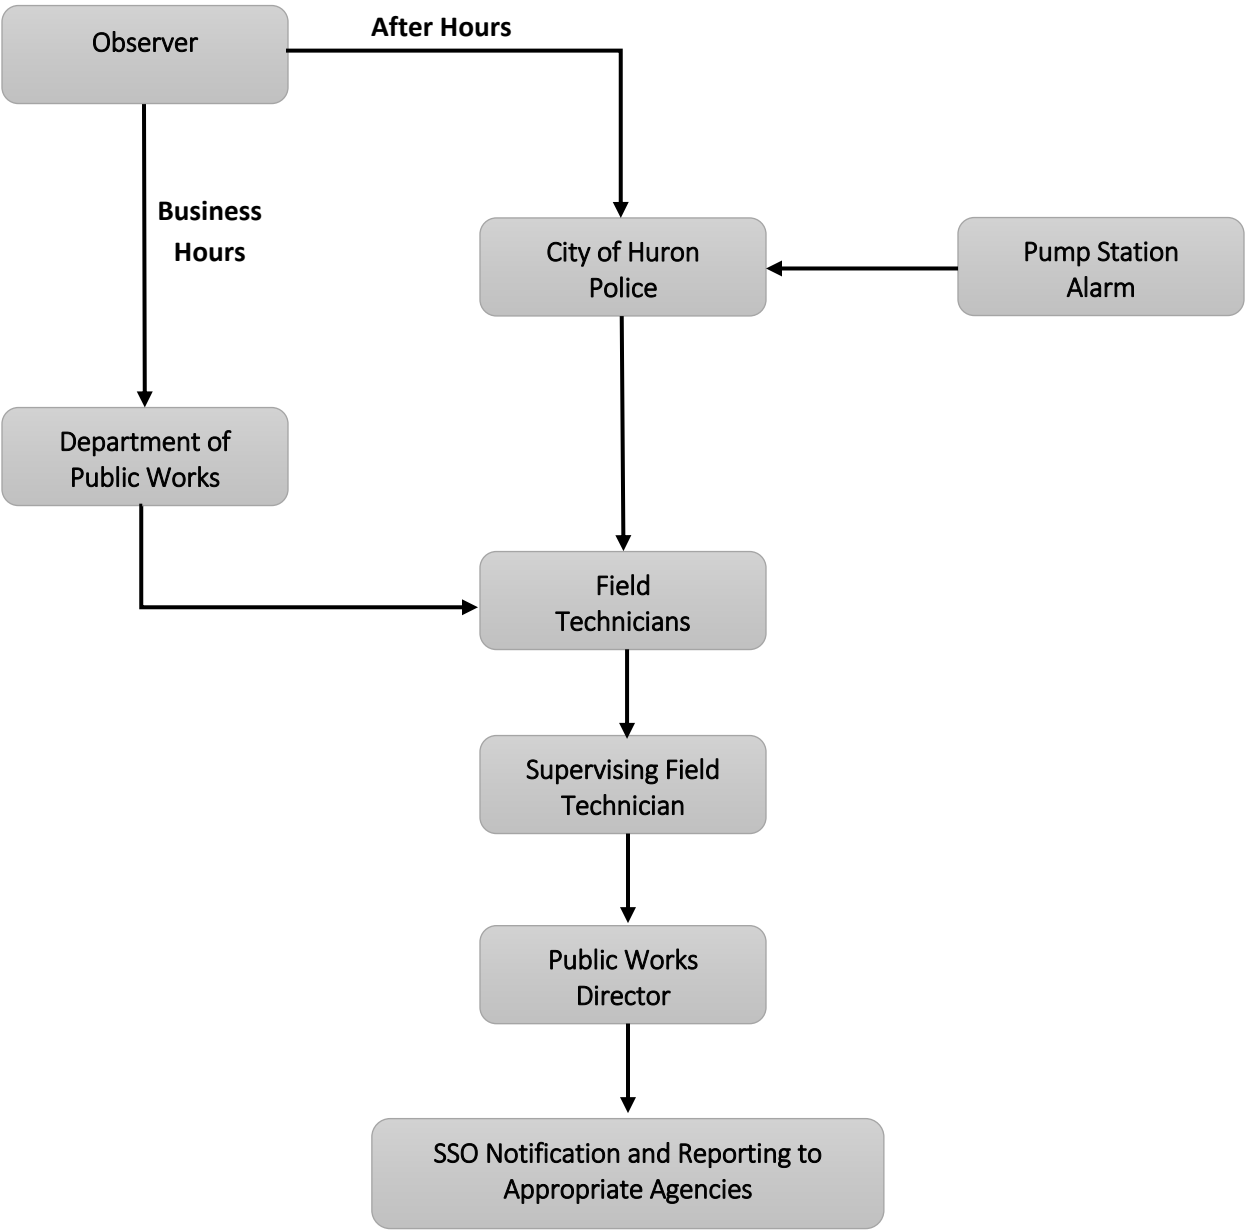 Observer
After Hours
Business
Hours
City of Huron
Police
Pump Station
Alarm
Department of
Public Works
Field
Technicians
Supervising Field
Technician
Public Works
Director
SSO Notification and Reporting to
Appropriate Agencies